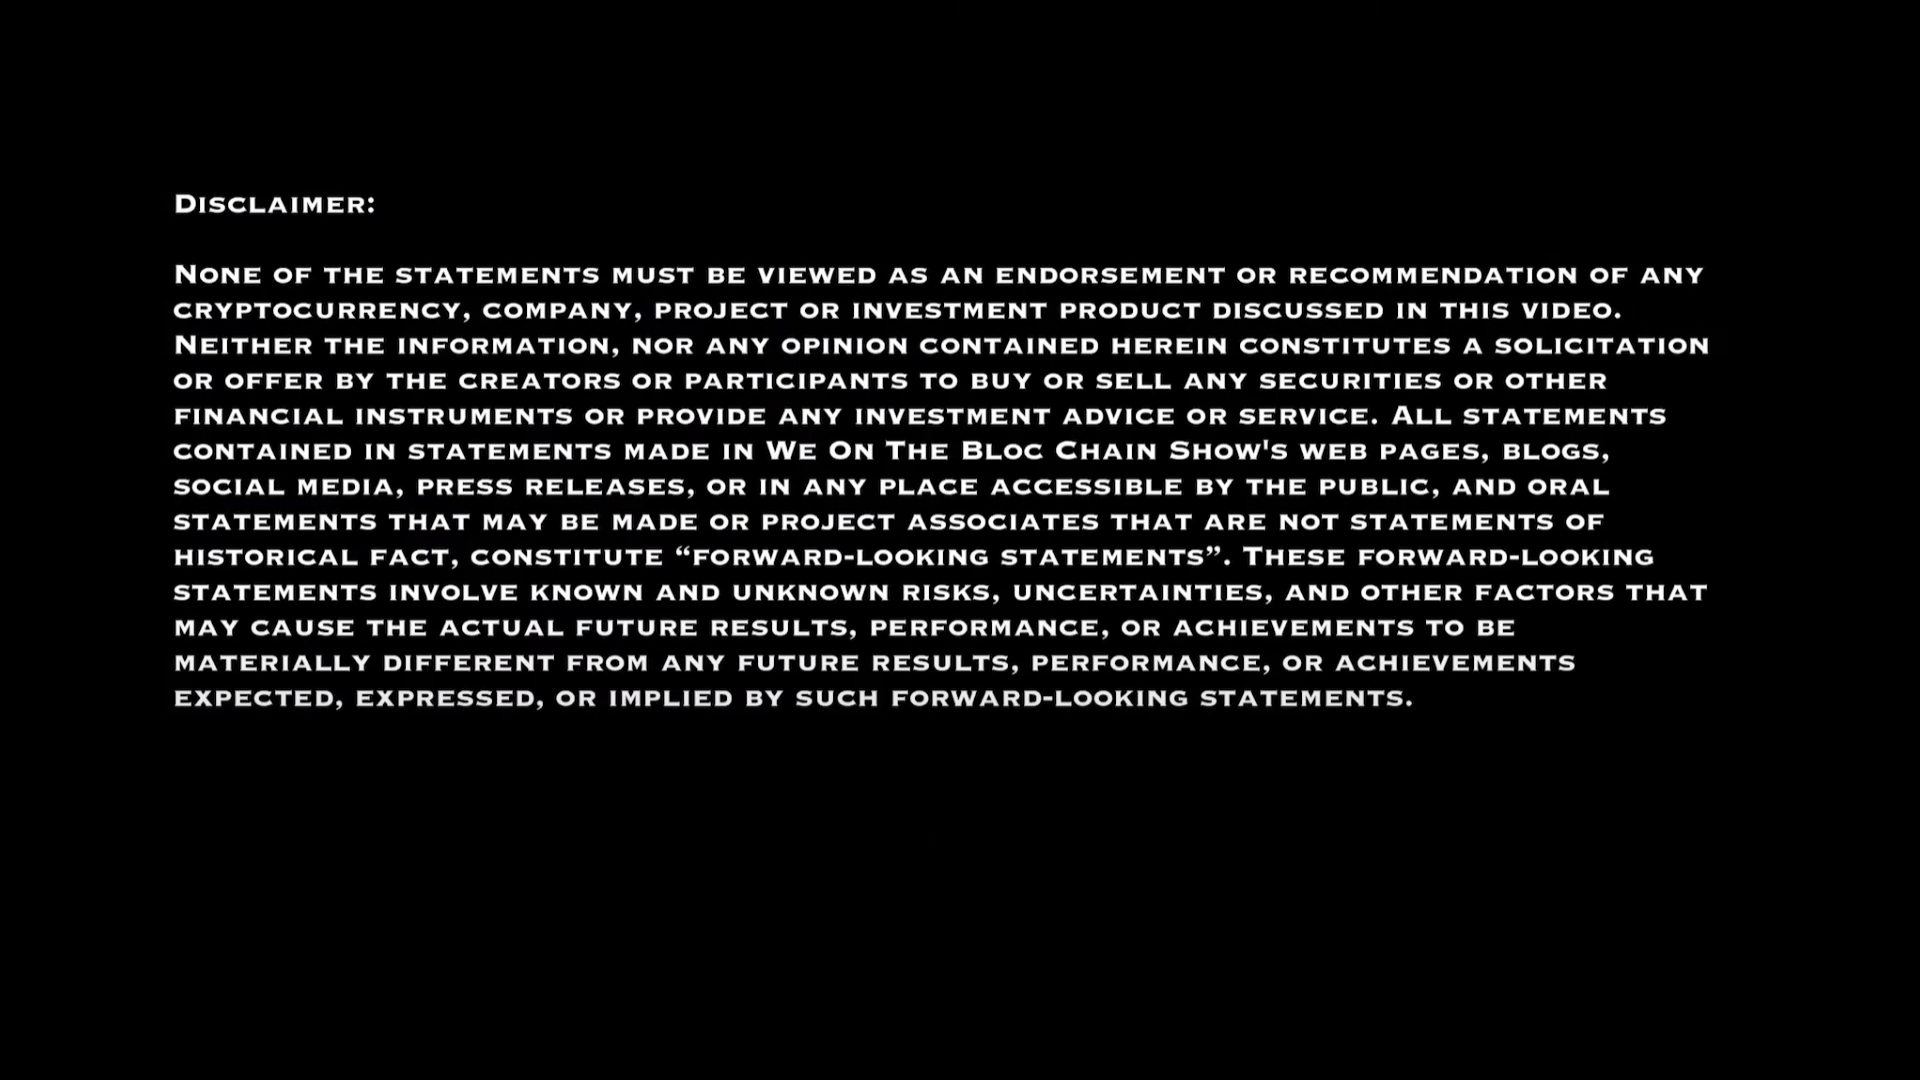 Disclaimer:
None of the statements must be viewed as an endorsement or recommendation of any
cryptocurrency, company, project or investment product discussed in this video.
Neither the information, nor any opinion contained herein constitutes a solicitation
or offer by the creators or participants to buy or sell any securities or other
financial instruments or provide any investment advice or service. All statements
contained in statements made in We On The Bloc Chain Show's web pages, blogs,
social media, press releases, or in any place accessible by the public, and oral
statements that may be made or project associates that are not statements of
historical fact, constitute “forward-looking statements”. These forward-looking
statements involve known and unknown risks, uncertainties, and other factors that
may cause the actual future results, performance, or achievements to be
materially different from any future results, performance, or achievements
expected, expressed, or implied by such forward-looking statements.